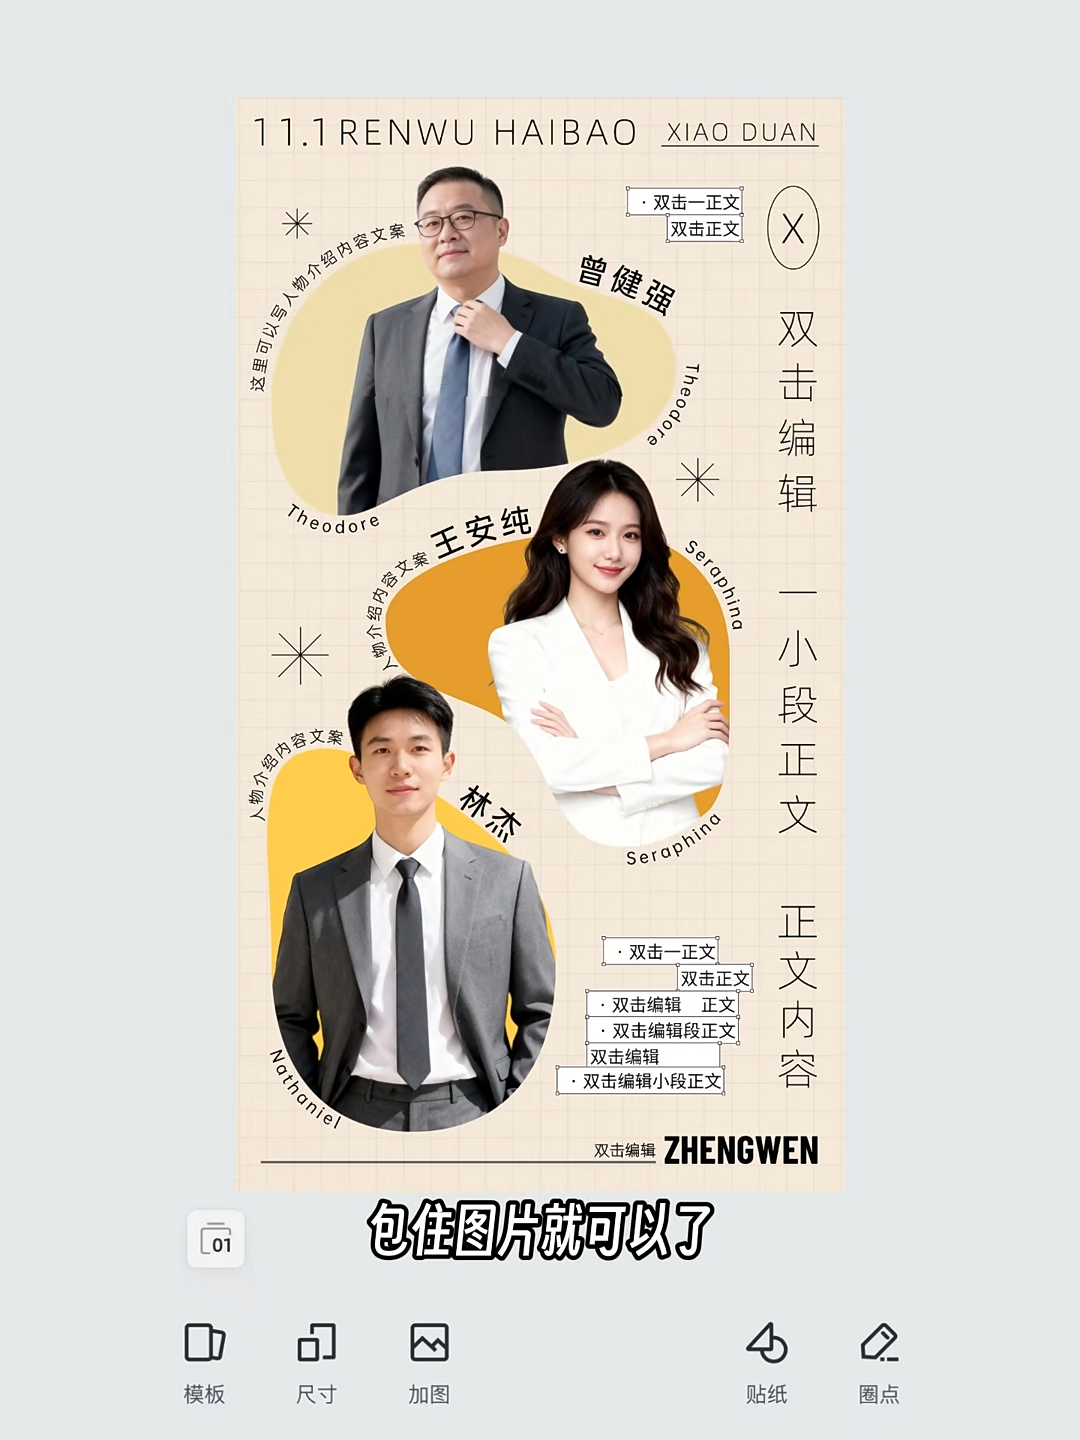 11.1 RENWU HAIBAO
XIAO DUAN
· 双击一正文
双击正文
X
这里可以写人物介绍内容文案
曾健强
Theodore
Theodore
双击编辑 一小段正文 正文内容
王安纯
人物介绍内容文案
Seraphina
Seraphina
人物介绍内容文案
林杰
Nathaniel
· 双击一正文
双击正文
· 双击编辑 正文
· 双击编辑段正文
双击编辑
· 双击编辑小段正文
双击编辑 ZHENGWEN
包住图片就可以了
01
模板
尺寸
加图
贴纸
圈点